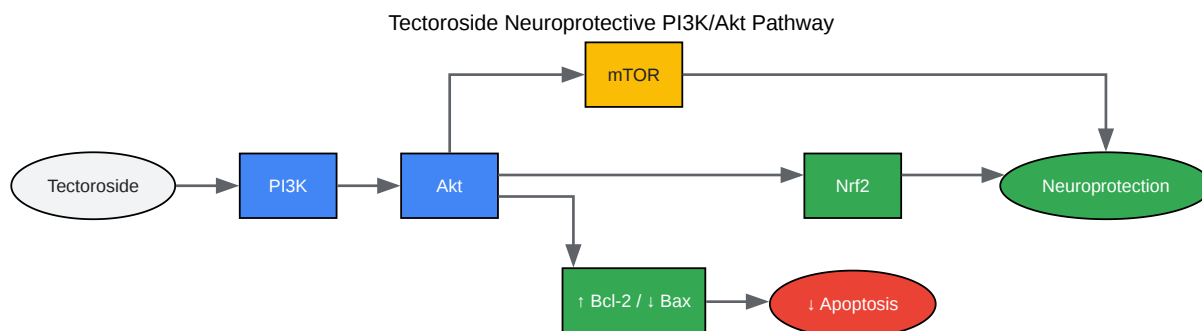 Tectoroside Neuroprotective PI3K/Akt Pathway
mTOR
Tectoroside
PI3K
Akt
Nrf2
Neuroprotection
↑ Bcl-2 / ↓ Bax
↓ Apoptosis